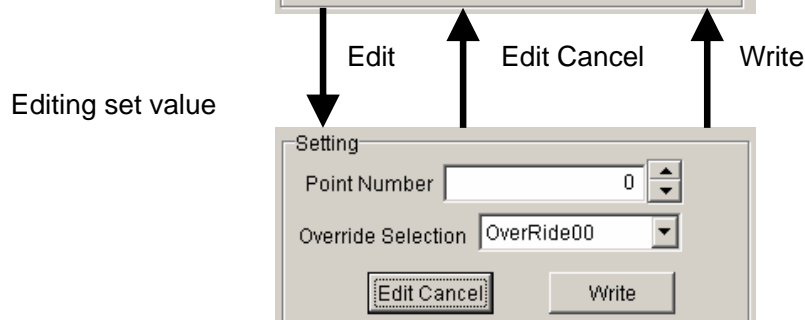 Edit Edit Cancel Write
Editing set value
Setting
Point Number 0
Override Selection OverRide00
Edit Cancel Write